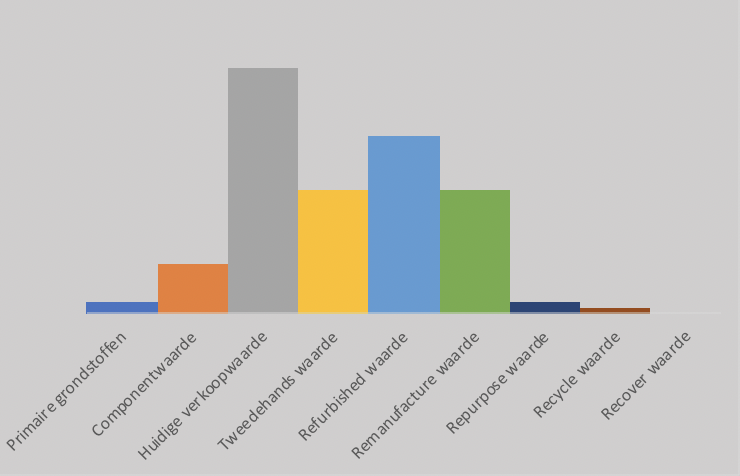 Primaire grondstoffen
Componentwaarde
Huidige verkoopwaarde
Tweedehands waarde
Refurbished waarde
Remanufacture waarde
Repurpose waarde
Recycle waarde
Recover waarde